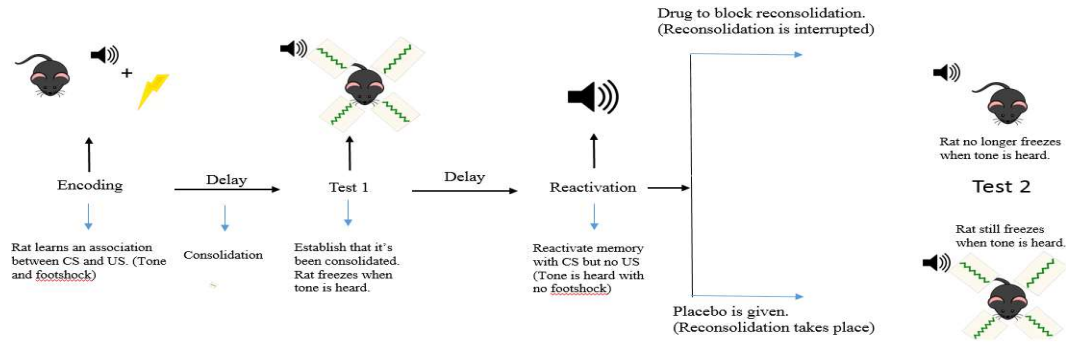 Drug to block reconsolidation.
(Reconsolidation is interrupted)
+
Encoding
Delay
Test 1
Delay
Reactivation
Rat learns an association
between CS and US. (Tone
and footshock)
Consolidation
Establish that it's
been consolidated.
Rat freezes when
tone is heard.
Reactivate memory
with CS but no US
(Tone is heard with
no footshock)
Placebo is given.
(Reconsolidation takes place)
Rat no longer freezes
when tone is heard.
Test 2
Rat still freezes
when tone is heard.